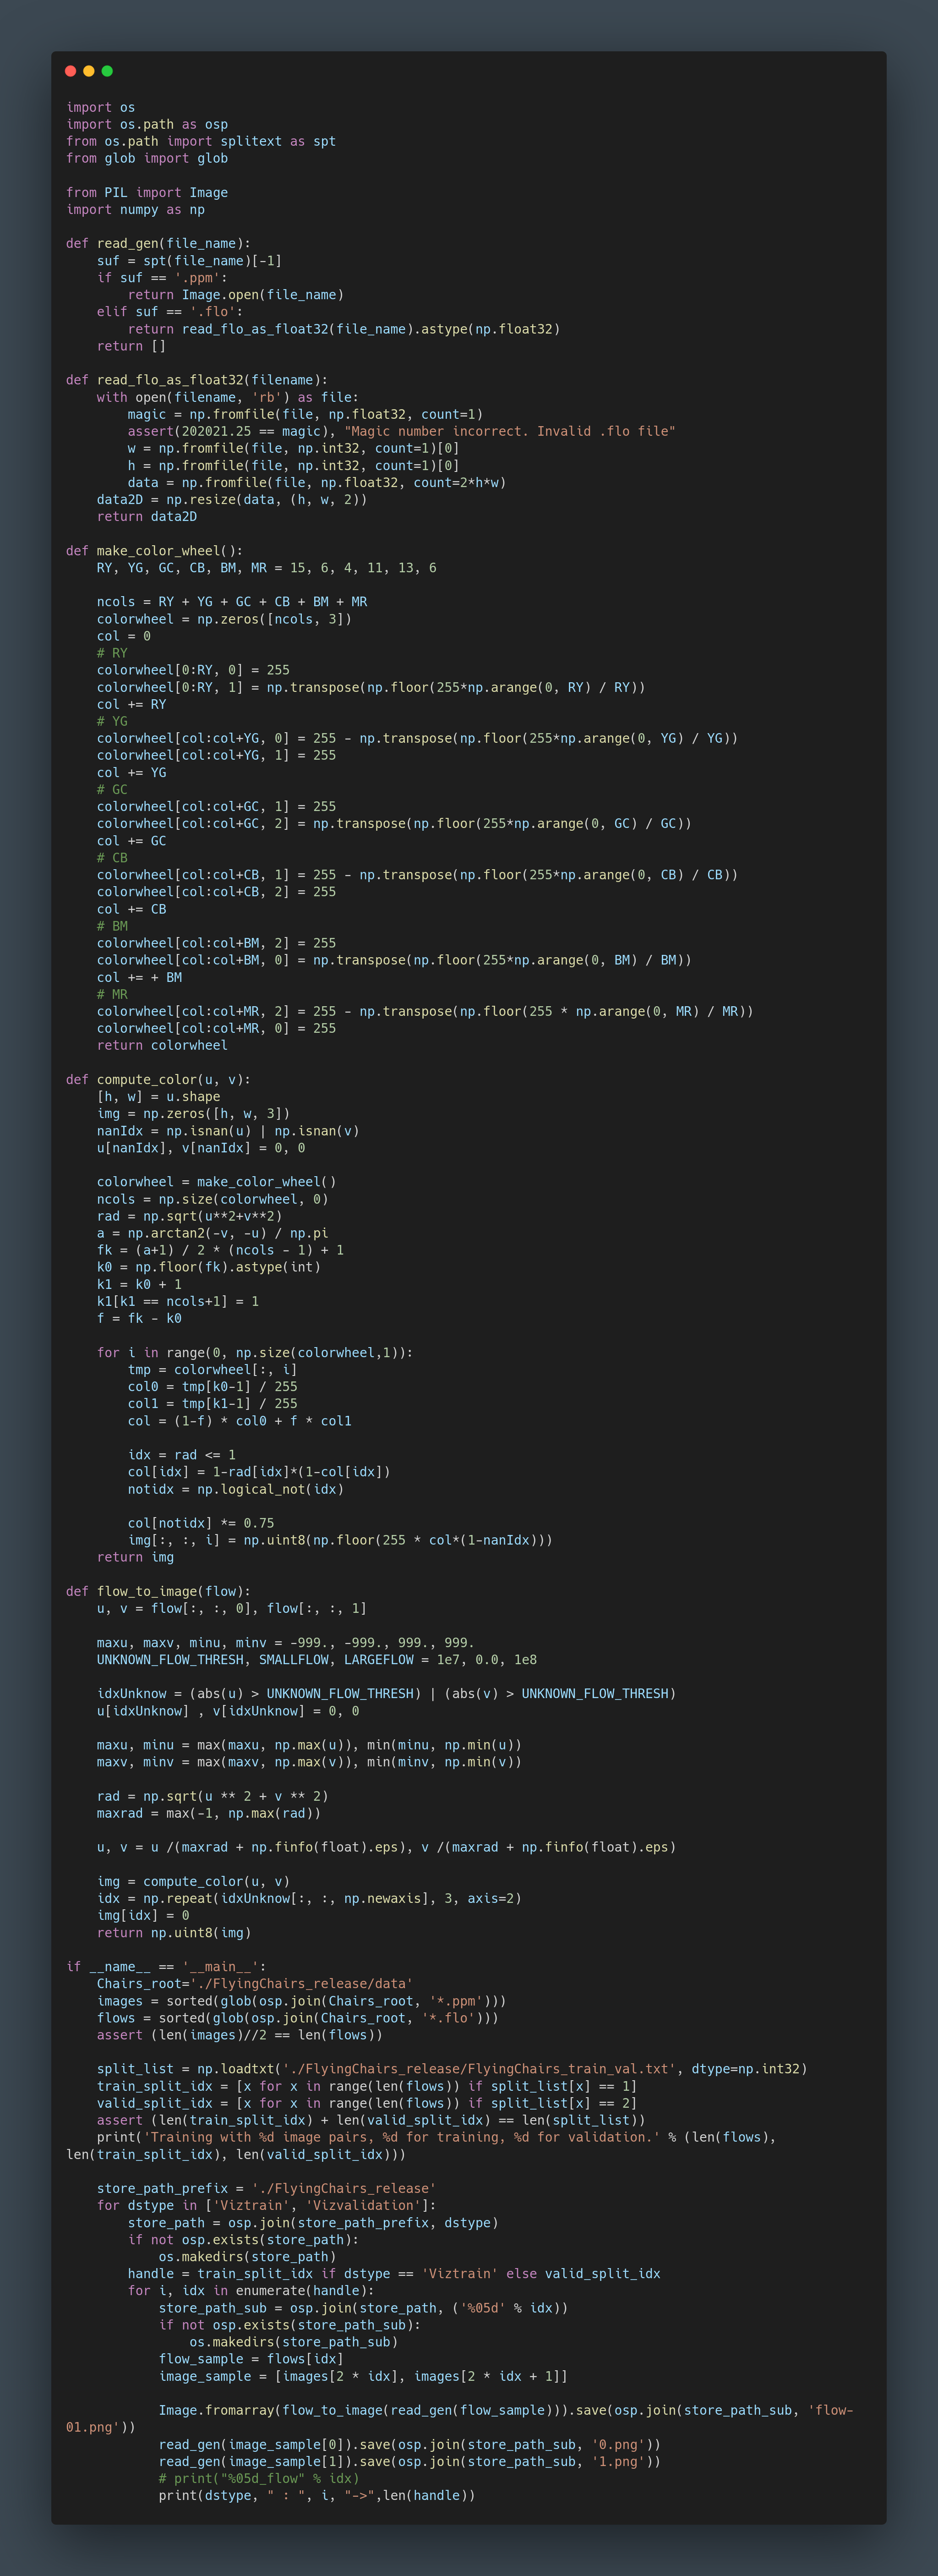 import os
import os.path as osp
from os.path import splitext as spt
from glob import glob

from PIL import Image
import numpy as np

def read_gen(file_name):
    suf = spt(file_name)[-1]
    if suf == '.ppm':
        return Image.open(file_name)
    elif suf == '.flo':
        return read_flo_as_float32(file_name).astype(np.float32)
    return []

def read_flo_as_float32(filename):
    with open(filename, 'rb') as file:
        magic = np.fromfile(file, np.float32, count=1)
        assert(202021.25 == magic), "Magic number incorrect. Invalid .flo file"
        w = np.fromfile(file, np.int32, count=1)[0]
        h = np.fromfile(file, np.int32, count=1)[0]
        data = np.fromfile(file, np.float32, count=2*h*w)
    data2D = np.resize(data, (h, w, 2))
    return data2D

def make_color_wheel():
    RY, YG, GC, CB, BM, MR = 15, 6, 4, 11, 13, 6

    ncols = RY + YG + GC + CB + BM + MR
    colorwheel = np.zeros([ncols, 3])
    col = 0
    # RY
    colorwheel[0:RY, 0] = 255
    colorwheel[0:RY, 1] = np.transpose(np.floor(255*np.arange(0, RY) / RY))
    col += RY
    # YG
    colorwheel[col:col+YG, 0] = 255 - np.transpose(np.floor(255*np.arange(0, YG) / YG))
    colorwheel[col:col+YG, 1] = 255
    col += YG
    # GC
    colorwheel[col:col+GC, 1] = 255
    colorwheel[col:col+GC, 2] = np.transpose(np.floor(255*np.arange(0, GC) / GC))
    col += GC
    # CB
    colorwheel[col:col+CB, 1] = 255 - np.transpose(np.floor(255*np.arange(0, CB) / CB))
    colorwheel[col:col+CB, 2] = 255
    col += CB
    # BM
    colorwheel[col:col+BM, 2] = 255
    colorwheel[col:col+BM, 0] = np.transpose(np.floor(255*np.arange(0, BM) / BM))
    col += + BM
    # MR
    colorwheel[col:col+MR, 2] = 255 - np.transpose(np.floor(255 * np.arange(0, MR) / MR))
    colorwheel[col:col+MR, 0] = 255
    return colorwheel

def compute_color(u, v):
    [h, w] = u.shape
    img = np.zeros([h, w, 3])
    nanIdx = np.isnan(u) | np.isnan(v)
    u[nanIdx], v[nanIdx] = 0, 0

    colorwheel = make_color_wheel()
    ncols = np.size(colorwheel, 0)
    rad = np.sqrt(u**2+v**2)
    a = np.arctan2(-v, -u) / np.pi
    fk = (a+1) / 2 * (ncols - 1) + 1
    k0 = np.floor(fk).astype(int)
    k1 = k0 + 1
    k1[k1 == ncols+1] = 1
    f = fk - k0

    for i in range(0, np.size(colorwheel,1)):
        tmp = colorwheel[:, i]
        col0 = tmp[k0-1] / 255
        col1 = tmp[k1-1] / 255
        col = (1-f) * col0 + f * col1

        idx = rad <= 1
        col[idx] = 1-rad[idx]*(1-col[idx])
        notidx = np.logical_not(idx)

        col[notidx] *= 0.75
        img[:, :, i] = np.uint8(np.floor(255 * col*(1-nanIdx)))
    return img

def flow_to_image(flow):
    u, v = flow[:, :, 0], flow[:, :, 1]

    maxu, maxv, minu, minv = -999., -999., 999., 999.
    UNKNOWN_FLOW_THRESH, SMALLFLOW, LARGEFLOW = 1e7, 0.0, 1e8

    idxUnknow = (abs(u) > UNKNOWN_FLOW_THRESH) | (abs(v) > UNKNOWN_FLOW_THRESH)
    u[idxUnknow] , v[idxUnknow] = 0, 0

    maxu, minu = max(maxu, np.max(u)), min(minu, np.min(u))
    maxv, minv = max(maxv, np.max(v)), min(minv, np.min(v))

    rad = np.sqrt(u ** 2 + v ** 2)
    maxrad = max(-1, np.max(rad))

    u, v = u /(maxrad + np.finfo(float).eps), v /(maxrad + np.finfo(float).eps)

    img = compute_color(u, v)
    idx = np.repeat(idxUnknow[:, :, np.newaxis], 3, axis=2)
    img[idx] = 0
    return np.uint8(img)

if __name__ == '__main__':
    Chairs_root='./FlyingChairs_release/data'
    images = sorted(glob(osp.join(Chairs_root, '*.ppm')))
    flows = sorted(glob(osp.join(Chairs_root, '*.flo')))
    assert (len(images)//2 == len(flows))

    split_list = np.loadtxt('./FlyingChairs_release/FlyingChairs_train_val.txt', dtype=np.int32)
    train_split_idx = [x for x in range(len(flows)) if split_list[x] == 1]
    valid_split_idx = [x for x in range(len(flows)) if split_list[x] == 2]
    assert (len(train_split_idx) + len(valid_split_idx) == len(split_list))
    print('Training with %d image pairs, %d for training, %d for validation.' % (len(flows),
len(train_split_idx), len(valid_split_idx)))

    store_path_prefix = './FlyingChairs_release'
    for dstype in ['Viztrain', 'Vizvalidation']:
        store_path = osp.join(store_path_prefix, dstype)
        if not osp.exists(store_path):
            os.makedirs(store_path)
        handle = train_split_idx if dstype == 'Viztrain' else valid_split_idx
        for i, idx in enumerate(handle):
            store_path_sub = osp.join(store_path, ('%05d' % idx))
            if not osp.exists(store_path_sub):
                os.makedirs(store_path_sub)
            flow_sample = flows[idx]
            image_sample = [images[2 * idx], images[2 * idx + 1]]

            Image.fromarray(flow_to_image(read_gen(flow_sample))).save(osp.join(store_path_sub, 'flow-
01.png'))
            read_gen(image_sample[0]).save(osp.join(store_path_sub, '0.png'))
            read_gen(image_sample[1]).save(osp.join(store_path_sub, '1.png'))
            # print("%05d_flow" % idx)
            print(dstype, " : ", i, "->",len(handle))